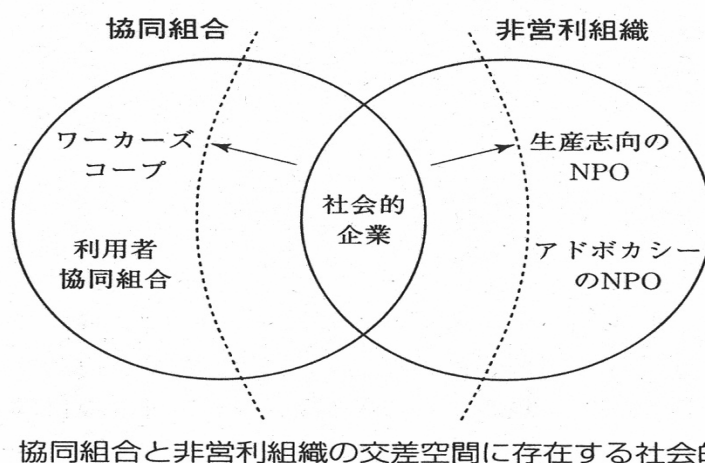 協同組合
非営利組織
ワーカーズ
コープ
利用者
協同組合
社会的
企業
生産志向の
NPO
アドボカシー
のNPO
協同組合と非営利組織の交差空間に存在する社会的